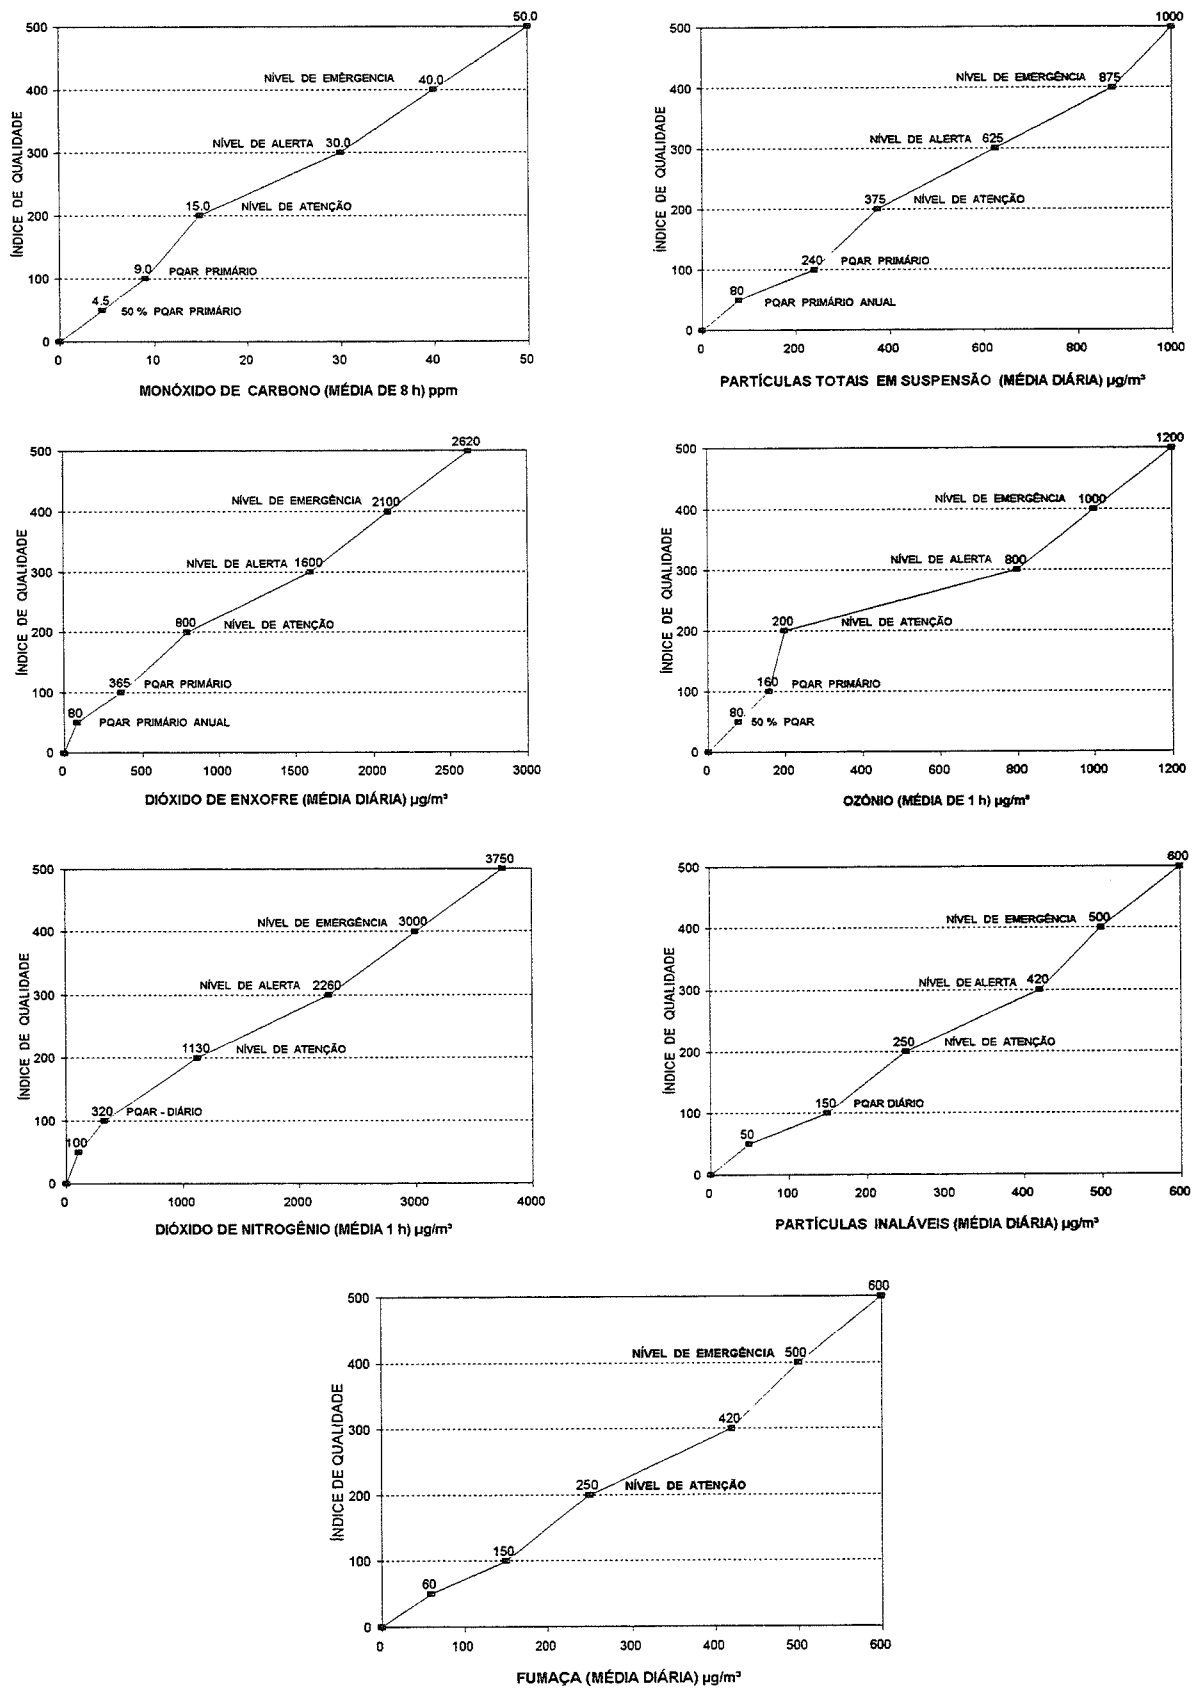 50.0
500
NÍVEL DE EMÊRGENCIA 40.0
400
NÍVEL DE ALERTA 30.0
300
15.0 NÍVEL DE ATENÇÃO
200
9.0 PQAR PRIMÁRIO
100
4.5 50 % PQAR PRIMÁRIO
0
0 10 20 30 40 50
ÍNDICE DE QUALIDADE
MONÓXIDO DE CARBONO (MÉDIA DE 8 h) ppm
1000
500
NÍVEL DE EMERGÊNCIA 875
400
NÍVEL DE ALERTA 625
300
375 NÍVEL DE ATENÇÃO
200
240 PQAR PRIMÁRIO
100
80 PQAR PRIMÁRIO ANUAL
0
0 200 400 600 800 1000
ÍNDICE DE QUALIDADE
PARTÍCULAS TOTAIS EM SUSPENSÃO (MÉDIA DIÁRIA) µg/m³
2620
500
NÍVEL DE EMERGÊNCIA 2100
400
NÍVEL DE ALERTA 1600
300
800 NÍVEL DE ATENÇÃO
200
365 PQAR PRIMÁRIO
100
80 PQAR PRIMÁRIO ANUAL
0
0 500 1000 1500 2000 2500 3000
ÍNDICE DE QUALIDADE
DIÓXIDO DE ENXOFRE (MÉDIA DIÁRIA) µg/m³
1200
500
NÍVEL DE EMERGÊNCIA 1000
400
NÍVEL DE ALERTA 800
300
200 NÍVEL DE ATENÇÃO
200
160 PQAR PRIMÁRIO
100
80 50 % PQAR
0
0 200 400 600 800 1000 1200
ÍNDICE DE QUALIDADE
OZÔNIO (MÉDIA DE 1 h) µg/m³
3750
500
NÍVEL DE EMERGÊNCIA 3000
400
NÍVEL DE ALERTA 2260
300
1130 NÍVEL DE ATENÇÃO
200
320 PQAR - DIÁRIO
100
100
0
0 1000 2000 3000 4000
ÍNDICE DE QUALIDADE
DIÓXIDO DE NITROGÊNIO (MÉDIA 1 h) µg/m³
600
500
NÍVEL DE EMERGÊNCIA 500
400
NÍVEL DE ALERTA 420
300
250 NÍVEL DE ATENÇÃO
200
150 PQAR DIÁRIO
100
50
0
0 100 200 300 400 500 600
ÍNDICE DE QUALIDADE
PARTÍCULAS INALÁVEIS (MÉDIA DIÁRIA) µg/m³
600
500
NÍVEL DE EMERGÊNCIA 500
400
420
300
250 NÍVEL DE ATENÇÃO
200
150
100
60
0
0 100 200 300 400 500 600
ÍNDICE DE QUALIDADE
FUMAÇA (MÉDIA DIÁRIA) µg/m³